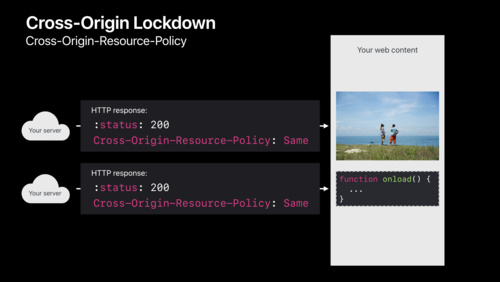 Cross-Origin Lockdown
Cross-Origin-Resource-Policy
Your web content
HTTP response:
:status: 200
Cross-Origin-Resource-Policy: Same
Your server
HTTP response:
:status: 200
Cross-Origin-Resource-Policy: Same
Your server
function onload() {
...
}